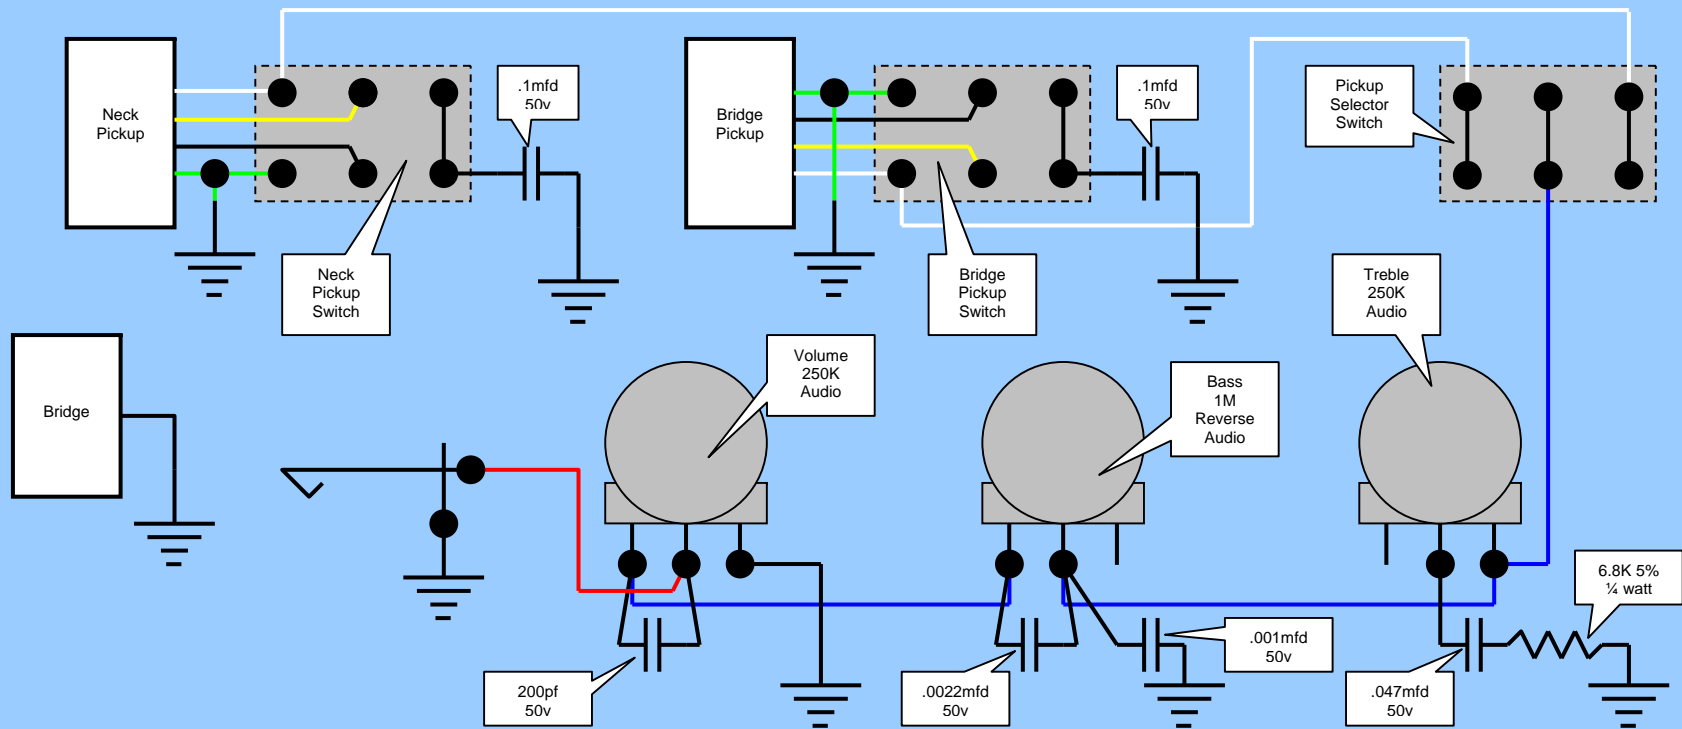 Neck
Pickup
.1mfd
50v
Bridge
Pickup
.1mfd
50v
Pickup
Selector
Switch
Neck
Pickup
Switch
Bridge
Pickup
Switch
Treble
250K
Audio
Bridge
Volume
250K
Audio
Bass
1M
Reverse
Audio
6.8K 5%
¼ watt
.001mfd
50v
200pf
50v
.0022mfd
50v
.047mfd
50v